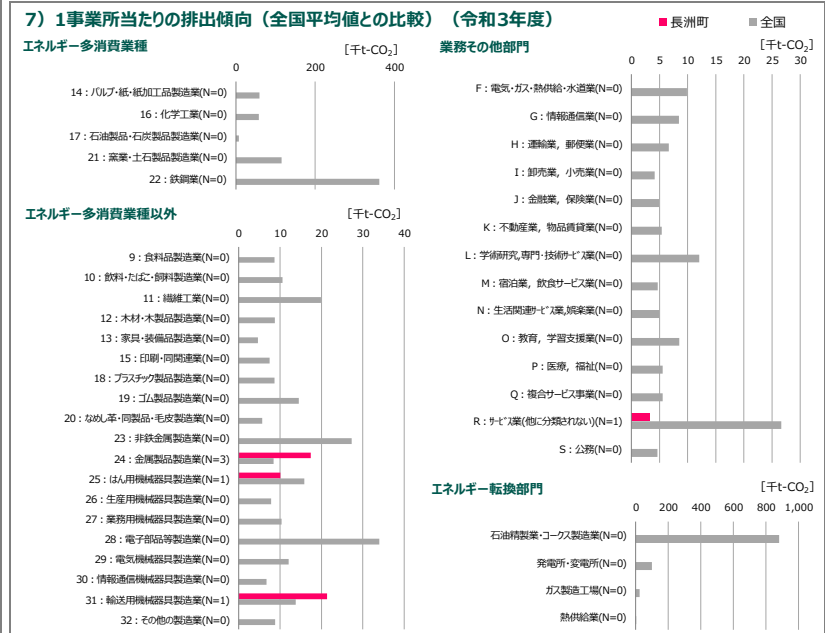 7）1事業所当たりの排出傾向（全国平均値との比較）（令和3年度）
■長洲町 ■全国
エネルギー多消費業種
［千t-CO₂］
0 200 400
14：パルプ・紙・紙加工品製造業(N=0)
16：化学工業(N=0)
17：石油製品・石炭製品製造業(N=0)
21：窯業・土石製品製造業(N=0)
22：鉄鋼業(N=0)
エネルギー多消費業種以外
［千t-CO₂］
0 10 20 30 40
9：食料品製造業(N=0)
10：飲料・たばこ・飼料製造業(N=0)
11：繊維工業(N=0)
12：木材・木製品製造業(N=0)
13：家具・装備品製造業(N=0)
15：印刷・同関連業(N=0)
18：プラスチック製品製造業(N=0)
19：ゴム製品製造業(N=0)
20：なめし革・同製品・毛皮製造業(N=0)
23：非鉄金属製造業(N=0)
24：金属製品製造業(N=3)
25：はん用機械器具製造業(N=1)
26：生産用機械器具製造業(N=0)
27：業務用機械器具製造業(N=0)
28：電子部品等製造業(N=0)
29：電気機械器具製造業(N=0)
30：情報通信機械器具製造業(N=0)
31：輸送用機械器具製造業(N=1)
32：その他の製造業(N=0)
業務その他部門
［千t-CO₂］
0 5 10 15 20 25 30
F：電気・ガス・熱供給・水道業(N=0)
G：情報通信業(N=0)
H：運輸業，郵便業(N=0)
I：卸売業，小売業(N=0)
J：金融業，保険業(N=0)
K：不動産業，物品賃貸業(N=0)
L：学術研究,専門・技術ｻｰﾋﾞｽ業(N=0)
M：宿泊業，飲食サービス業(N=0)
N：生活関連ｻｰﾋﾞｽ業,娯楽業(N=0)
O：教育，学習支援業(N=0)
P：医療，福祉(N=0)
Q：複合サービス事業(N=0)
R：ｻｰﾋﾞｽ業(他に分類されない)(N=1)
S：公務(N=0)
エネルギー転換部門
［千t-CO₂］
0 200 400 600 800 1,000
石油精製業・コークス製造業(N=0)
発電所・変電所(N=0)
ガス製造工場(N=0)
熱供給業(N=0)